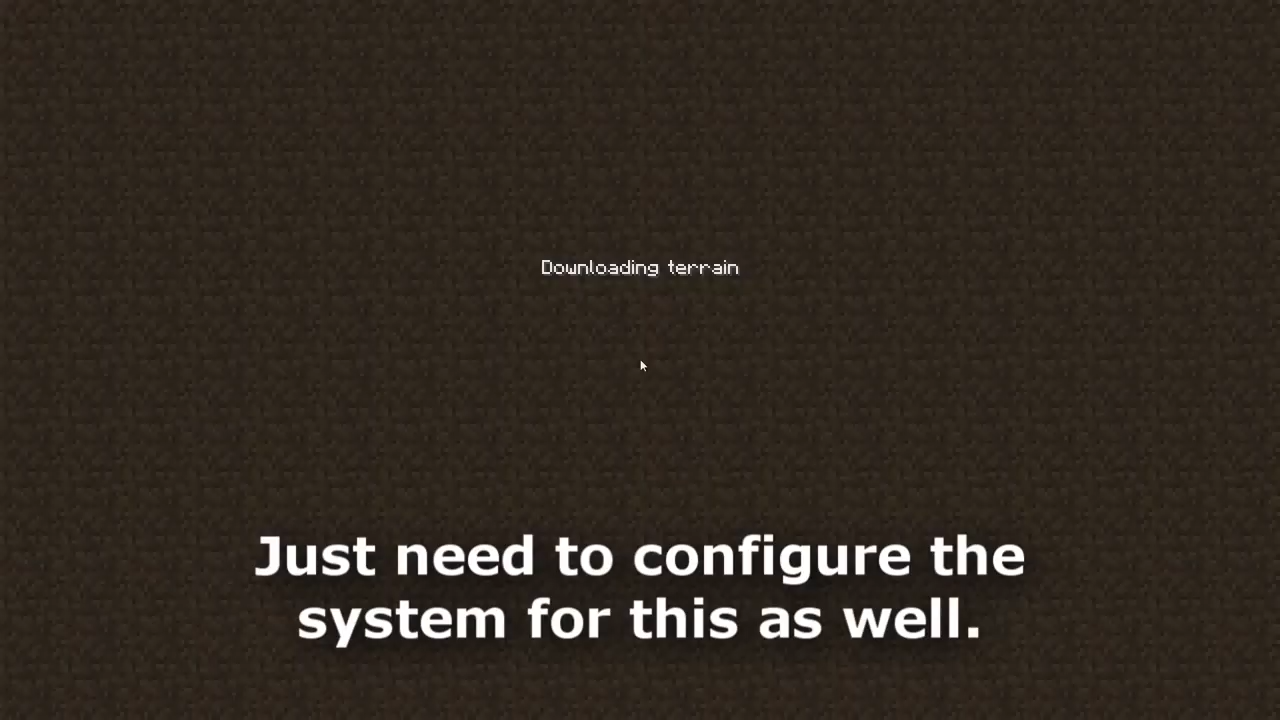 Downloading terrain
Just need to configure the
system for this as well.